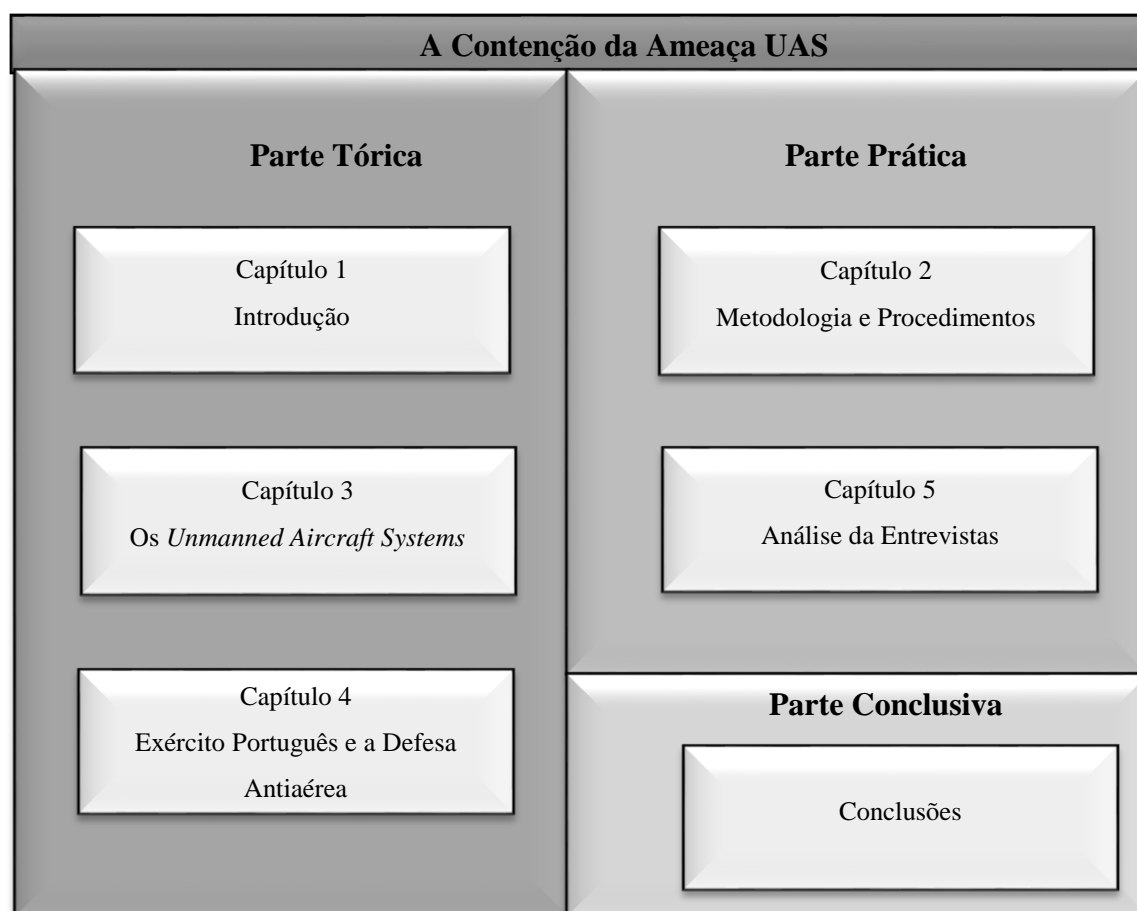 A Contenção da Ameaça UAS
Parte Tórica
Capítulo 1
Introdução
Capítulo 3
Os Unmanned Aircraft Systems
Capítulo 4
Exército Português e a Defesa
Antiaérea
Parte Prática
Capítulo 2
Metodologia e Procedimentos
Capítulo 5
Análise da Entrevistas
Parte Conclusiva
Conclusões